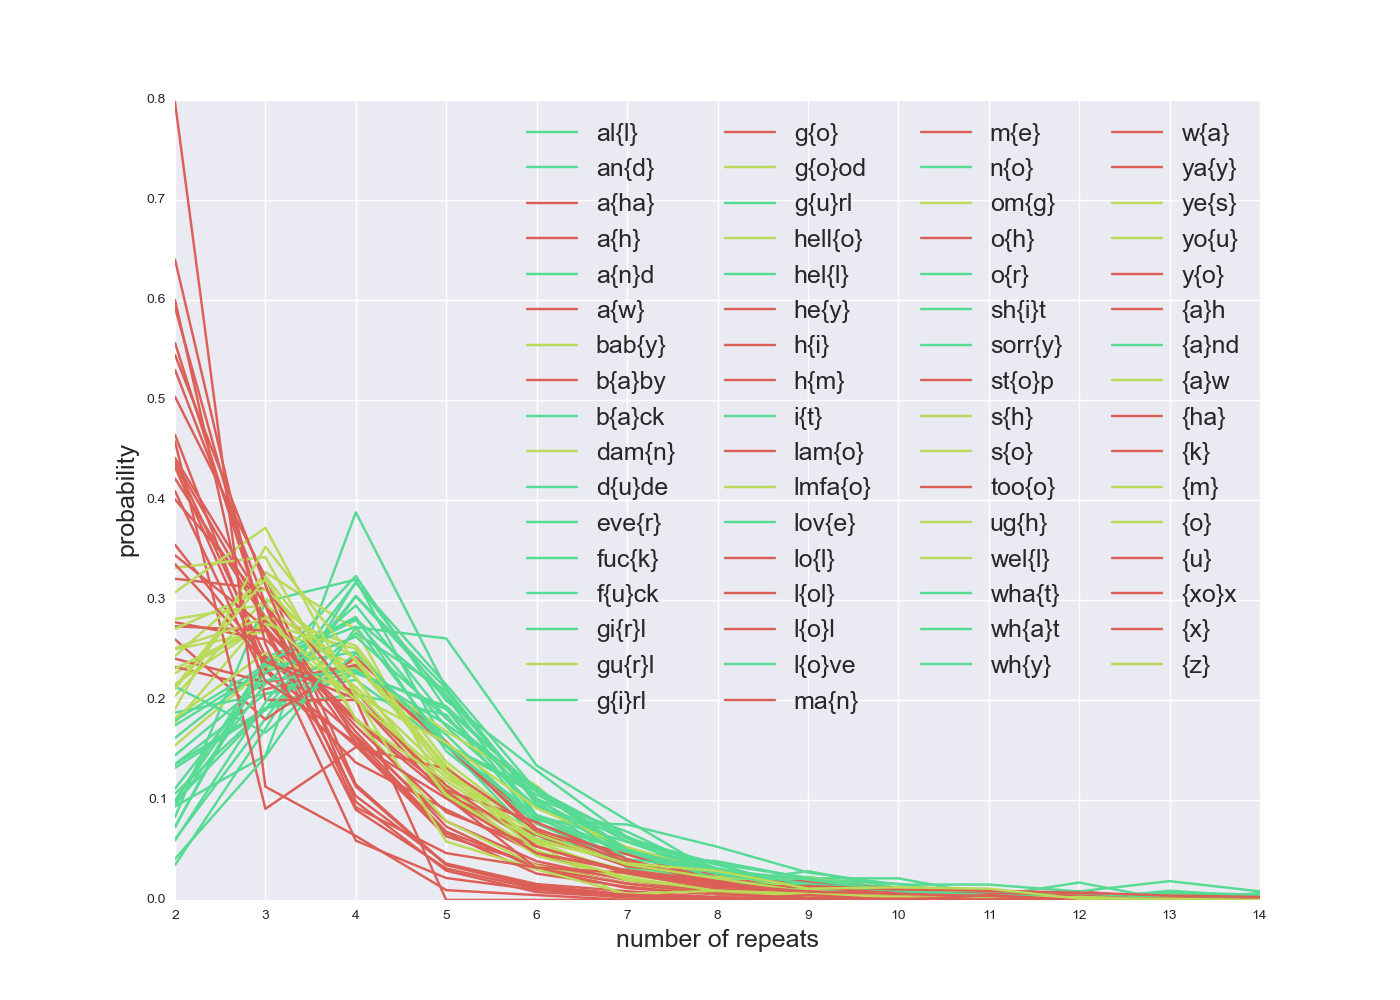 0.8
0.7
0.6
0.5
0.4
0.3
0.2
0.1
0.0
probability
al{l}
an{d}
a{ha}
a{h}
a{n}d
a{w}
bab{y}
b{a}by
b{a}ck
dam{n}
d{u}de
eve{r}
fuc{k}
f{u}ck
gi{r}l
gu{r}l
g{i}rl
g{o}
g{o}od
g{u}rl
hell{o}
hel{l}
he{y}
h{i}
h{m}
i{t}
lam{o}
lmfa{o}
lov{e}
lo{l}
l{ol}
l{o}l
l{o}ve
ma{n}
m{e}
n{o}
om{g}
o{h}
o{r}
sh{i}t
sorr{y}
st{o}p
s{h}
s{o}
too{o}
ug{h}
wel{l}
wha{t}
wh{a}t
wh{y}
w{a}
ya{y}
ye{s}
yo{u}
y{o}
{a}h
{a}nd
{a}w
{ha}
{k}
{m}
{o}
{u}
{xo}x
{x}
{z}
2 3 4 5 6 7 8 9 10 11 12 13 14
number of repeats